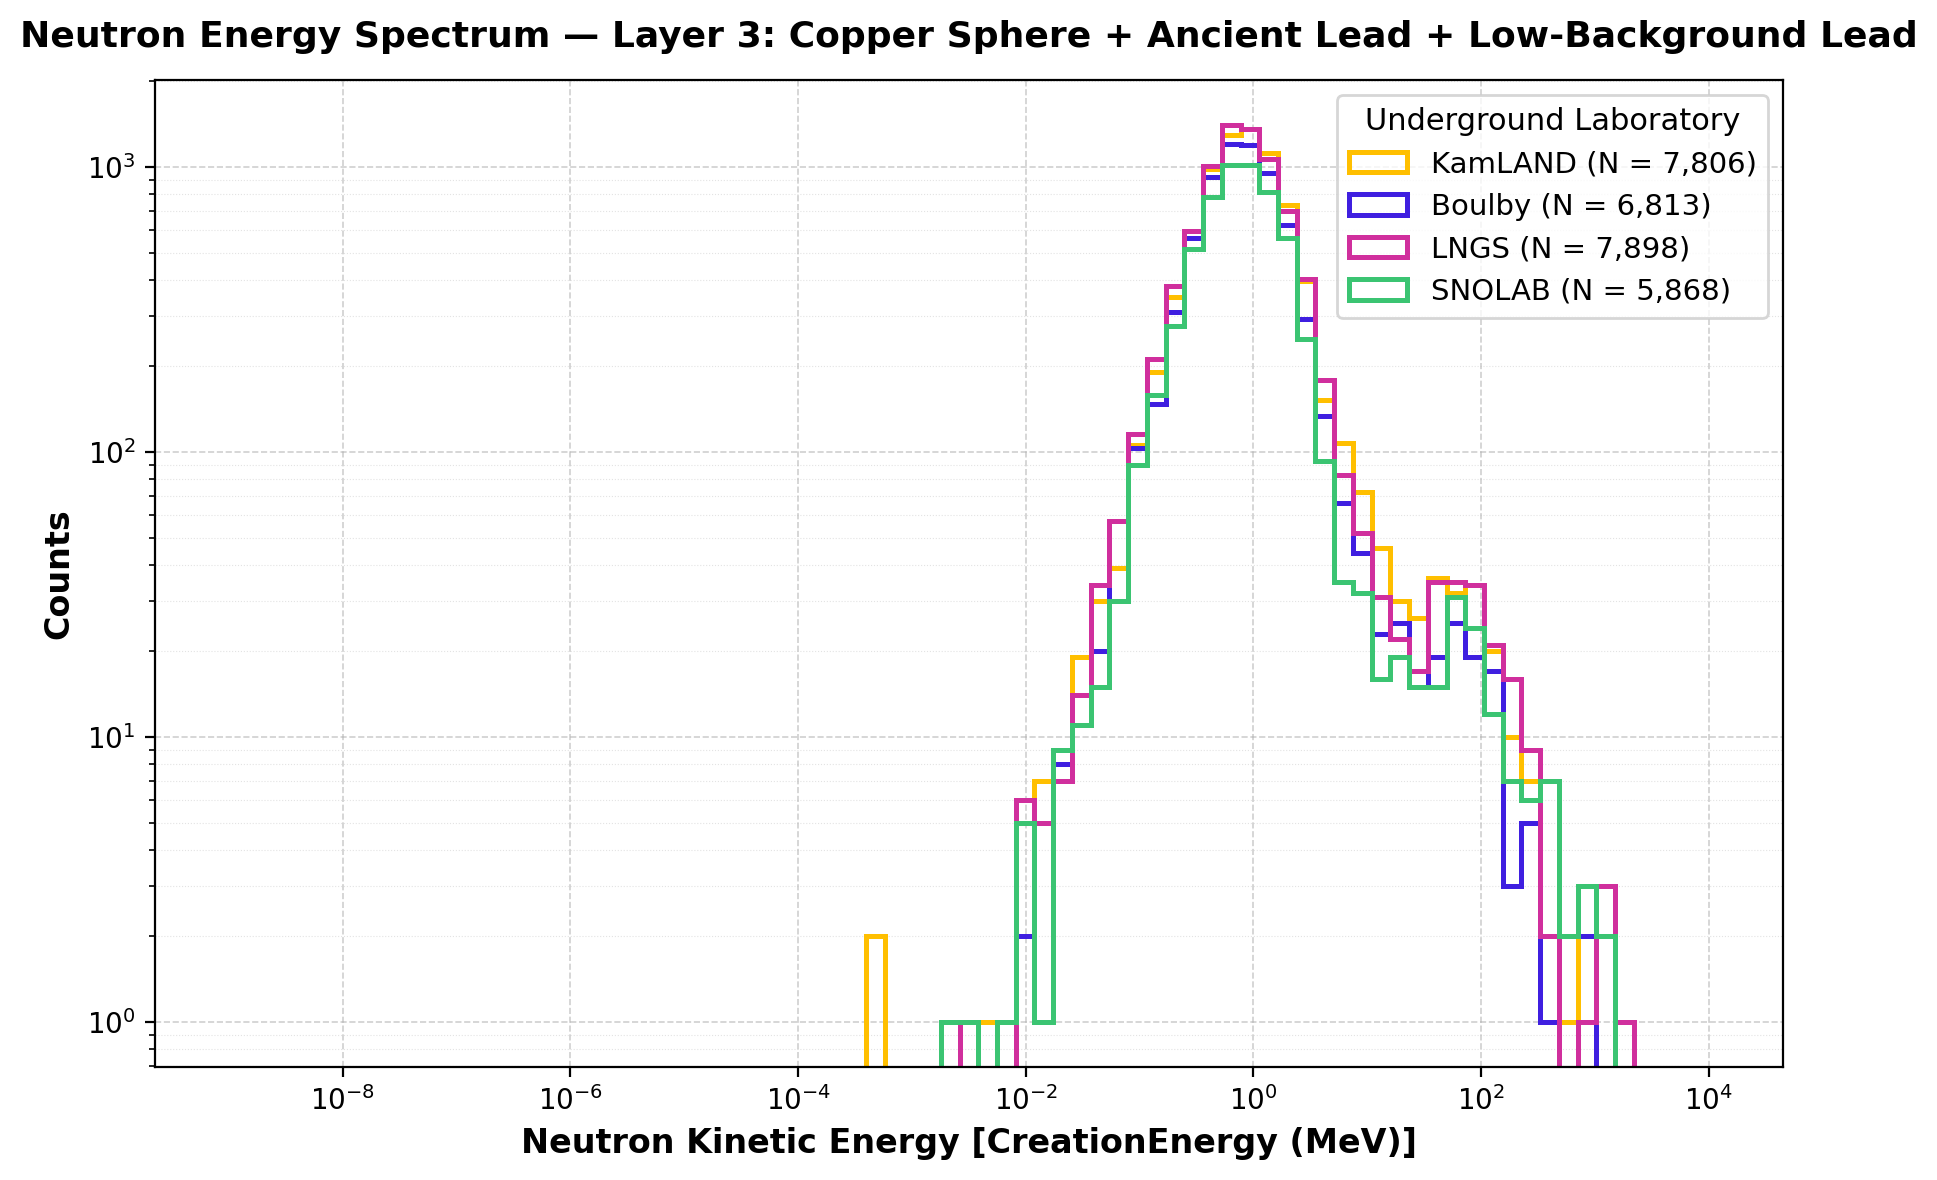 Neutron Energy Spectrum — Layer 3: Copper Sphere + Ancient Lead + Low-Background Lead
Underground Laboratory
KamLAND (N = 7,806)
Boulby (N = 6,813)
LNGS (N = 7,898)
SNOLAB (N = 5,868)
Counts
10³
10²
10¹
10⁰
10⁻⁸ 10⁻⁶ 10⁻⁴ 10⁻² 10⁰ 10² 10⁴
Neutron Kinetic Energy [CreationEnergy (MeV)]